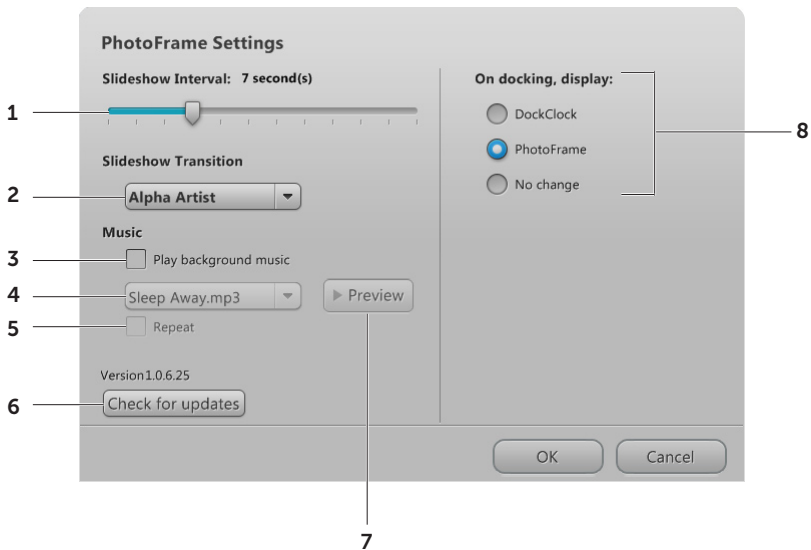 PhotoFrame Settings
Slideshow Interval: 7 second(s)
1
Slideshow Transition
2
Alpha Artist
Music
3
Play background music
4
Sleep Away.mp3
Preview
5
Repeat
Version1.0.6.25
6
Check for updates
7
On docking, display:
DockClock
PhotoFrame
No change
8
OK
Cancel